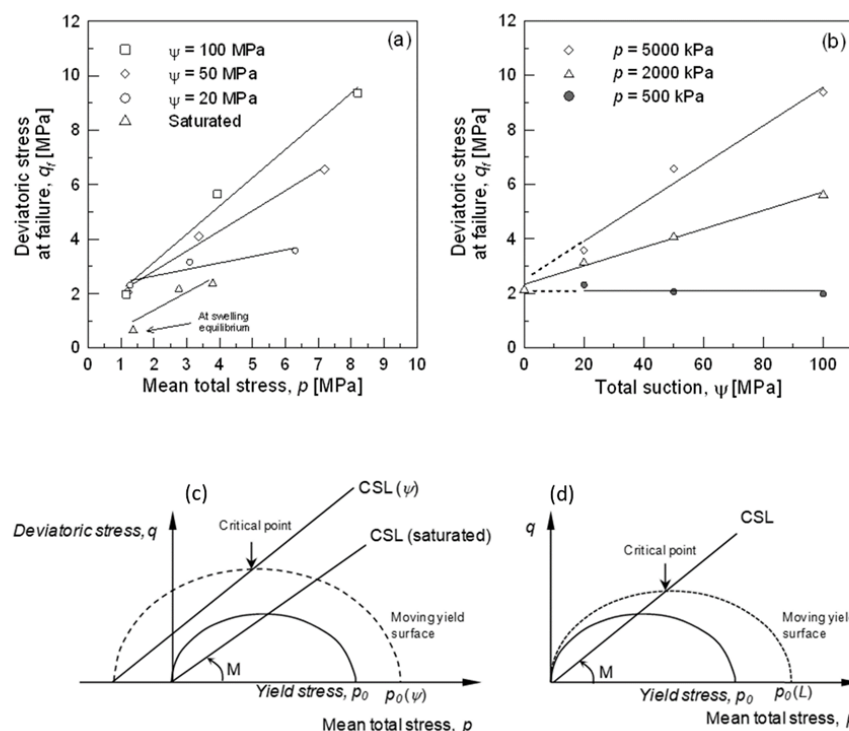 (a)
ψ = 100 MPa
ψ = 50 MPa
ψ = 20 MPa
Saturated
At swelling
equilibrium
Deviatoric stress
at failure, q_f [MPa]
12
10
8
6
4
2
0
0 1 2 3 4 5 6 7 8 9 10
Mean total stress, p [MPa]
(b)
p = 5000 kPa
p = 2000 kPa
p = 500 kPa
Deviatoric stress
at failure, q_f [MPa]
12
10
8
6
4
2
0
0 20 40 60 80 100
Total suction, Ψ [MPa]
(c)
CSL (ψ)
Deviatoric stress, q
Critical point
CSL (saturated)
Moving yield
surface
M
Yield stress, p₀
p₀(ψ)
Mean total stress, p
(d)
q
CSL
Critical point
Moving yield
surface
M
Yield stress, p₀
p₀(L)
Mean total stress, p